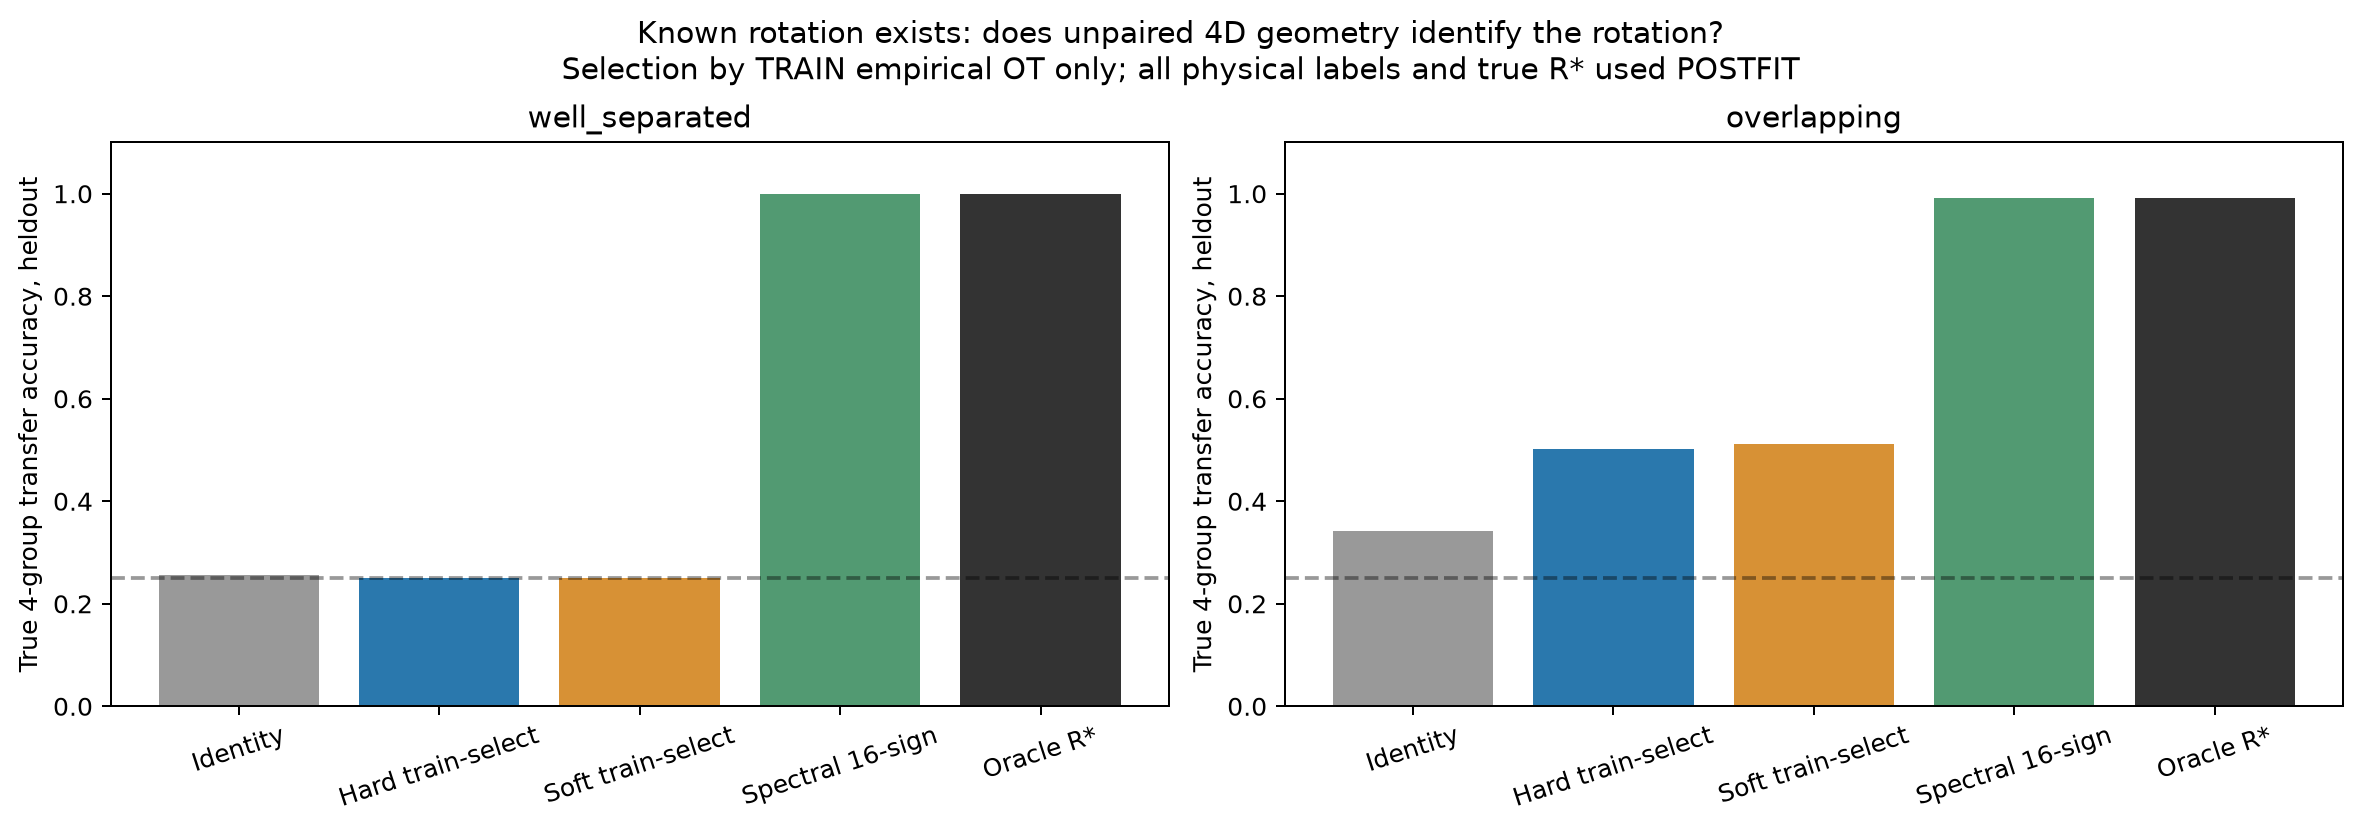 Known rotation exists: does unpaired 4D geometry identify the rotation?
Selection by TRAIN empirical OT only; all physical labels and true R* used POSTFIT
well_separated
True 4-group transfer accuracy, heldout
1.0
0.8
0.6
0.4
0.2
0.0
Identity
Hard train-select
Soft train-select
Spectral 16-sign
Oracle R*
overlapping
True 4-group transfer accuracy, heldout
1.0
0.8
0.6
0.4
0.2
0.0
Identity
Hard train-select
Soft train-select
Spectral 16-sign
Oracle R*